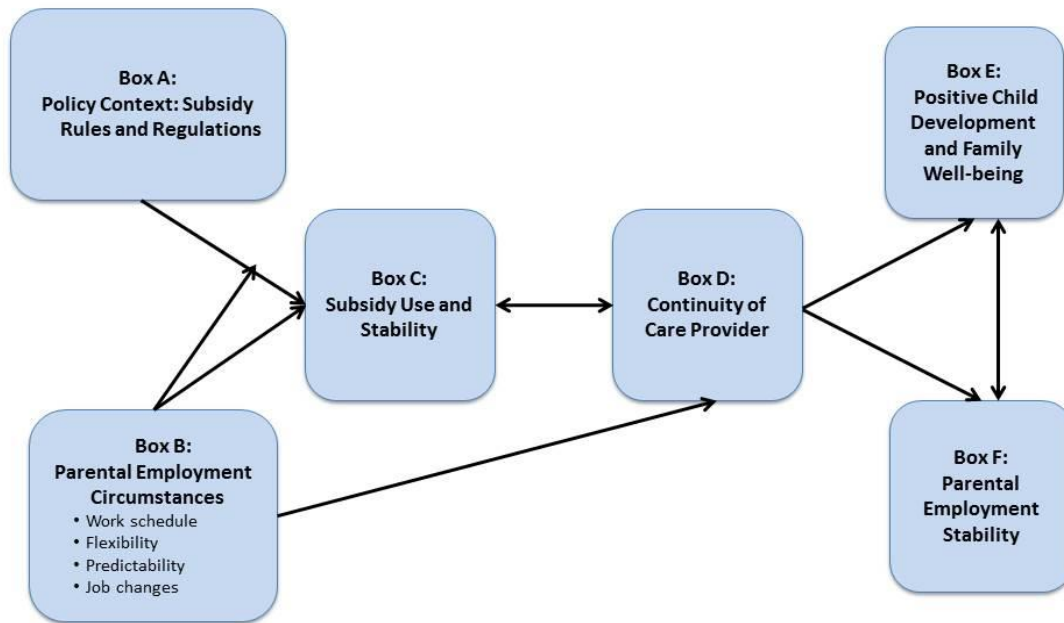 Box A:
Policy Context: Subsidy
Rules and Regulations
Box B:
Parental Employment
Circumstances
• Work schedule
• Flexibility
• Predictability
• Job changes
Box C:
Subsidy Use and
Stability
Box D:
Continuity of
Care Provider
Box E:
Positive Child
Development
and Family
Well-being
Box F:
Parental
Employment
Stability